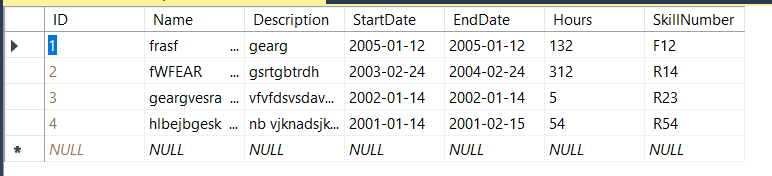 ID Name Description StartDate EndDate Hours SkillNumber
1 frasf ... gearg 2005-01-12 2005-01-12 132 F12
2 fWFEAR ... gsrtgbtrdh 2003-02-24 2004-02-24 312 R14
3 geargvesra ... vfvfdsvsdav... 2002-01-14 2002-01-14 5 R23
4 hlbejbgesk ... nb vjknadsjk... 2001-01-14 2001-02-15 54 R54
NULL NULL NULL NULL NULL NULL NULL